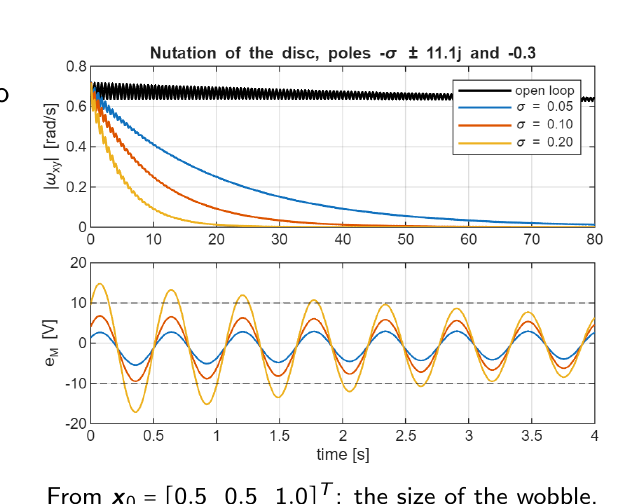 Nutation of the disc, poles -σ ± 11.1j and -0.3
o
0.8
0.6
0.4
0.2
0
|ω_xy| [rad/s]
open loop
σ = 0.05
σ = 0.10
σ = 0.20
0 10 20 30 40 50 60 70 80
20
10
0
-10
-20
e_M [V]
0 0.5 1 1.5 2 2.5 3 3.5 4
time [s]
From x₀ = [0.5 0.5 1.0]ᵀ: the size of the wobble,